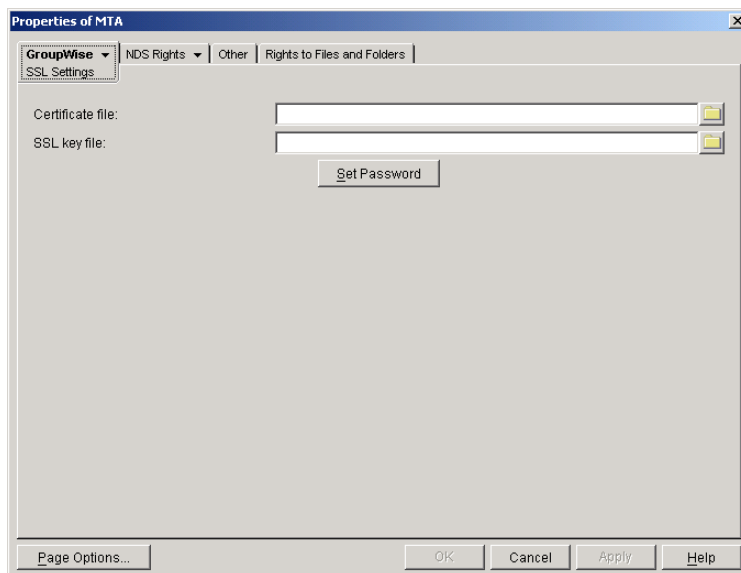 Properties of MTA
GroupWise NDS Rights Other Rights to Files and Folders
SSL Settings
Certificate file:
SSL key file:
Set Password
Page Options... OK Cancel Apply Help